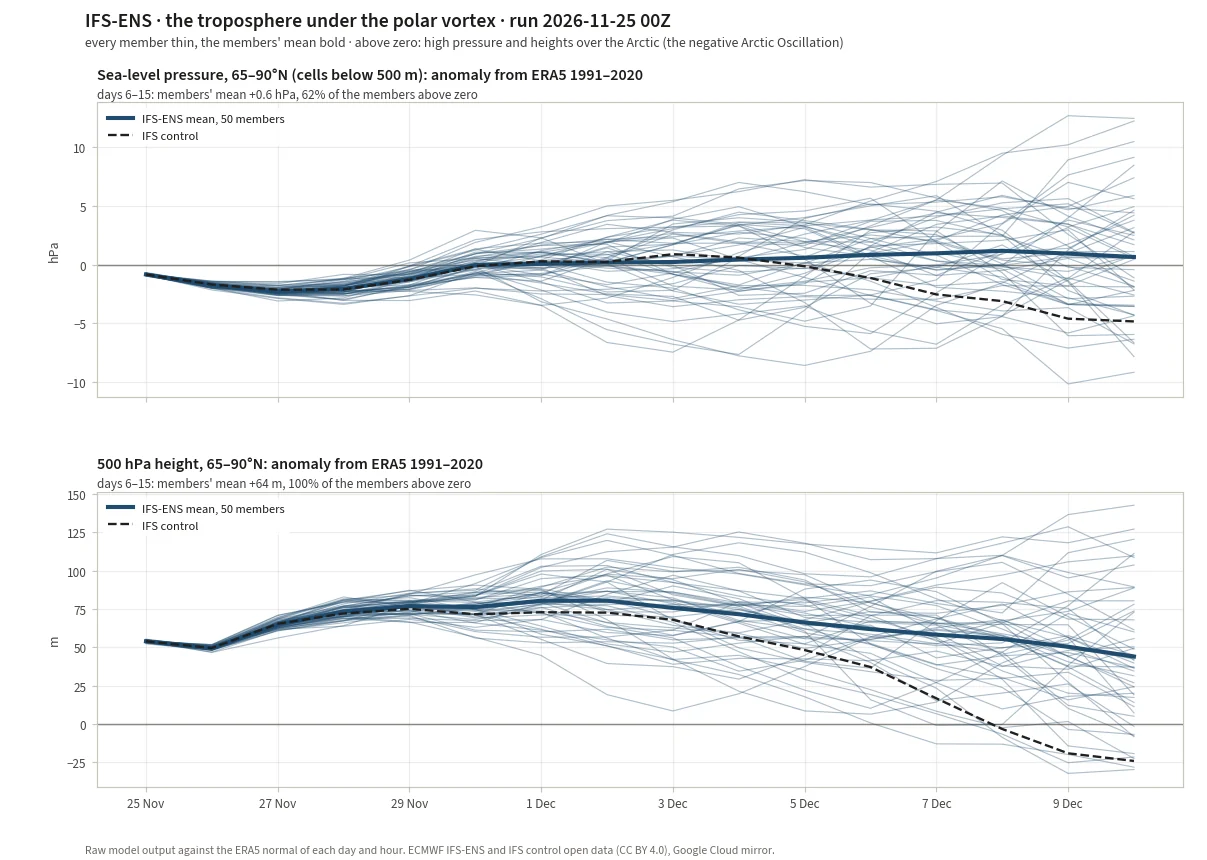 IFS-ENS · the troposphere under the polar vortex · run 2026-11-25 00Z
every member thin, the members' mean bold · above zero: high pressure and heights over the Arctic (the negative Arctic Oscillation)
Sea-level pressure, 65–90°N (cells below 500 m): anomaly from ERA5 1991–2020
days 6–15: members' mean +0.6 hPa, 62% of the members above zero
IFS-ENS mean, 50 members
IFS control
10
5
0
−5
−10
hPa
500 hPa height, 65–90°N: anomaly from ERA5 1991–2020
days 6–15: members' mean +64 m, 100% of the members above zero
IFS-ENS mean, 50 members
IFS control
150
125
100
75
50
25
0
−25
m
25 Nov
27 Nov
29 Nov
1 Dec
3 Dec
5 Dec
7 Dec
9 Dec
Raw model output against the ERA5 normal of each day and hour. ECMWF IFS-ENS and IFS control open data (CC BY 4.0), Google Cloud mirror.